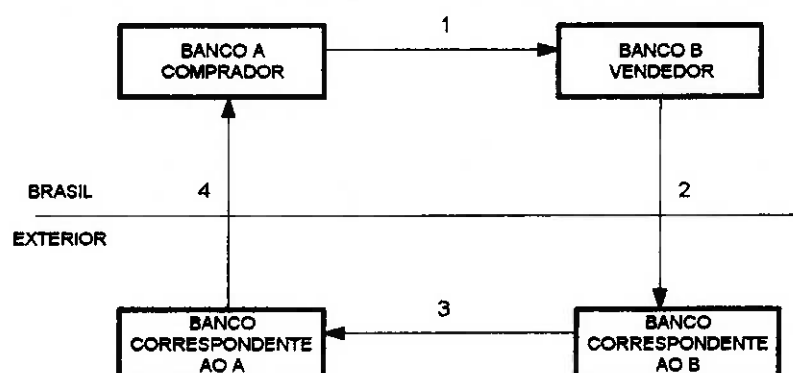 1
BANCO A
COMPRADOR
BANCO B
VENDEDOR
BRASIL
4
2
EXTERIOR
3
BANCO
CORRESPONDENTE
AO A
BANCO
CORRESPONDENTE
AO B